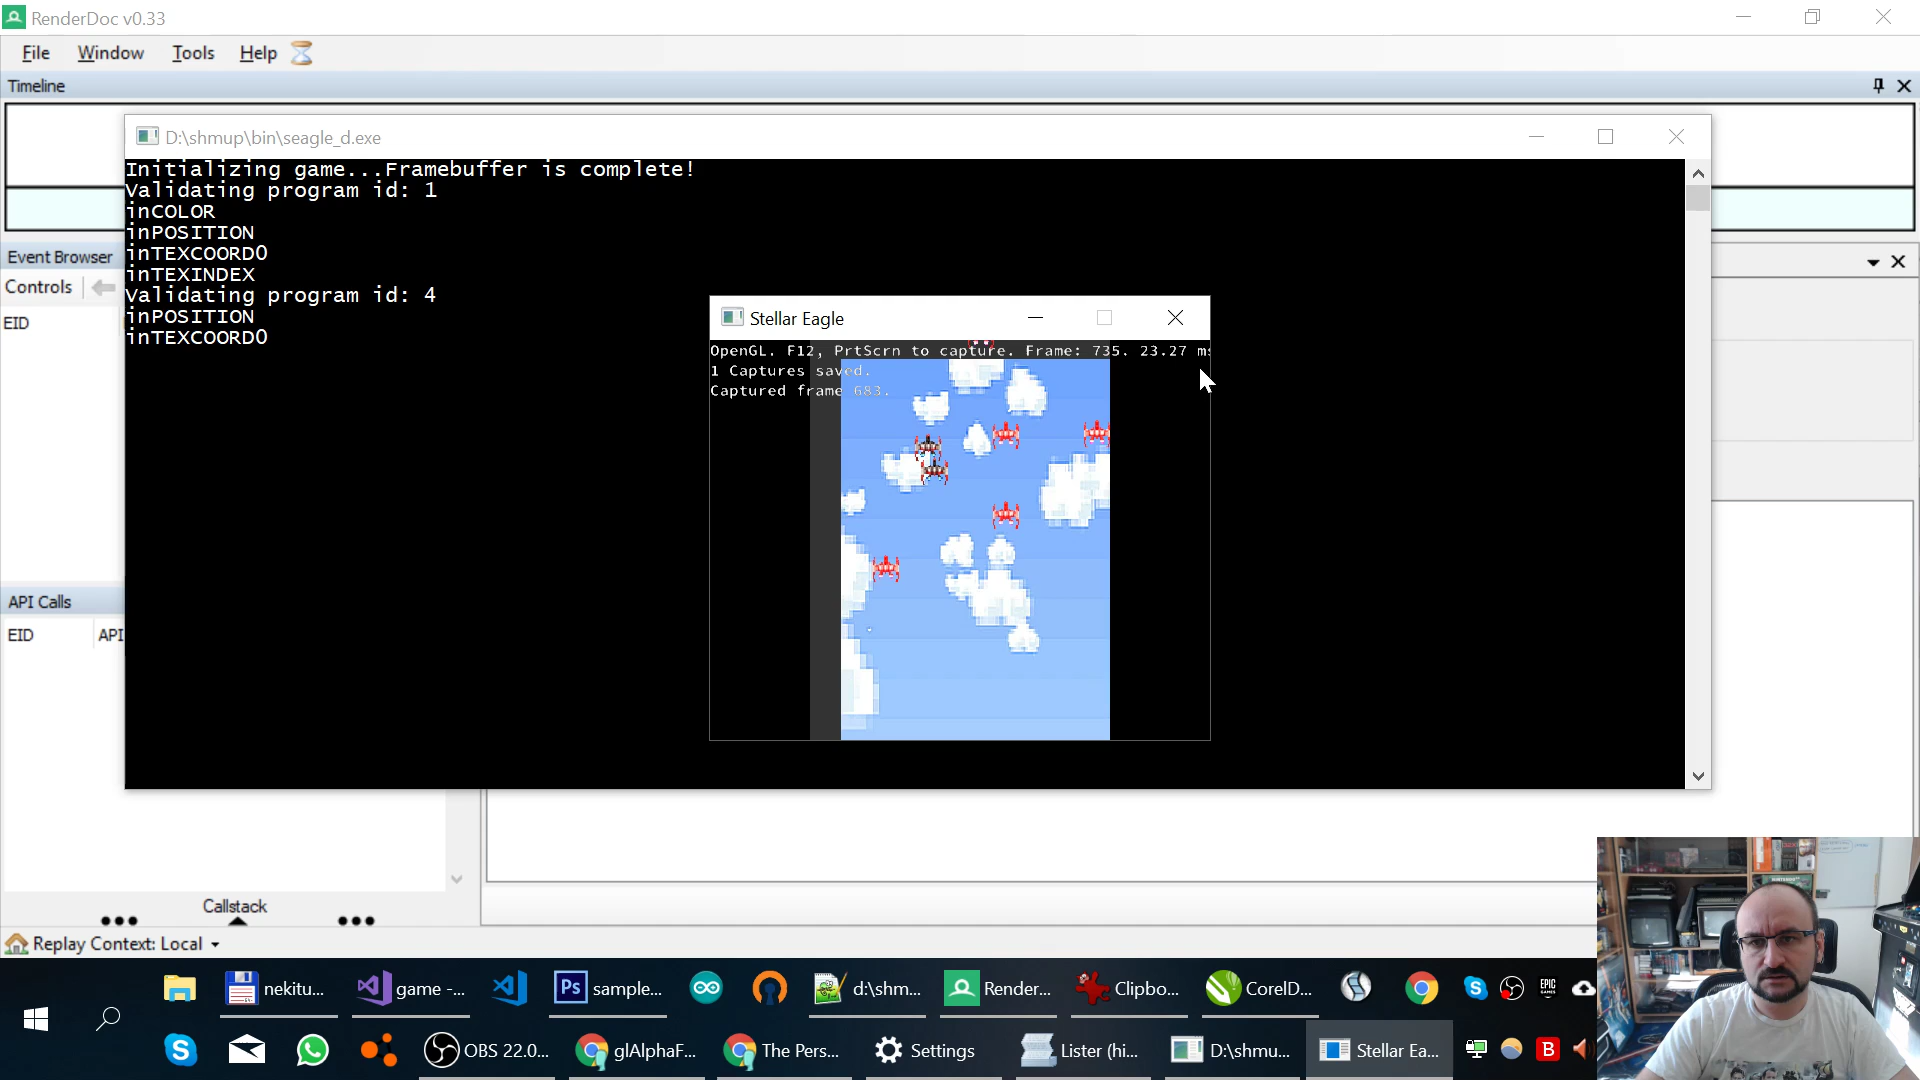 RenderDoc v0.33
File Window Tools Help
Timeline
D:\shmup\bin\seagle_d.exe
Initializing game...Framebuffer is complete!
Validating program id: 1
inCOLOR
inPOSITION
inTEXCOORD0
inTEXINDEX
Validating program id: 4
inPOSITION
inTEXCOORD0
Event Browser
Controls
EID
Stellar Eagle
OpenGL. F12, PrtScrn to capture. Frame: 735. 23.27 ms
1 Captures saved.
Captured frame 683.
API Calls
EID API
Callstack
Replay Context: Local
nekitu...
game -...
Ps sample...
d:\shm...
Render...
Clipbo...
CorelD...
EPIC GAMES
OBS 22.0...
glAlphaF...
The Pers...
Settings
Lister (hi...
D:\shmu...
Stellar Ea...
B